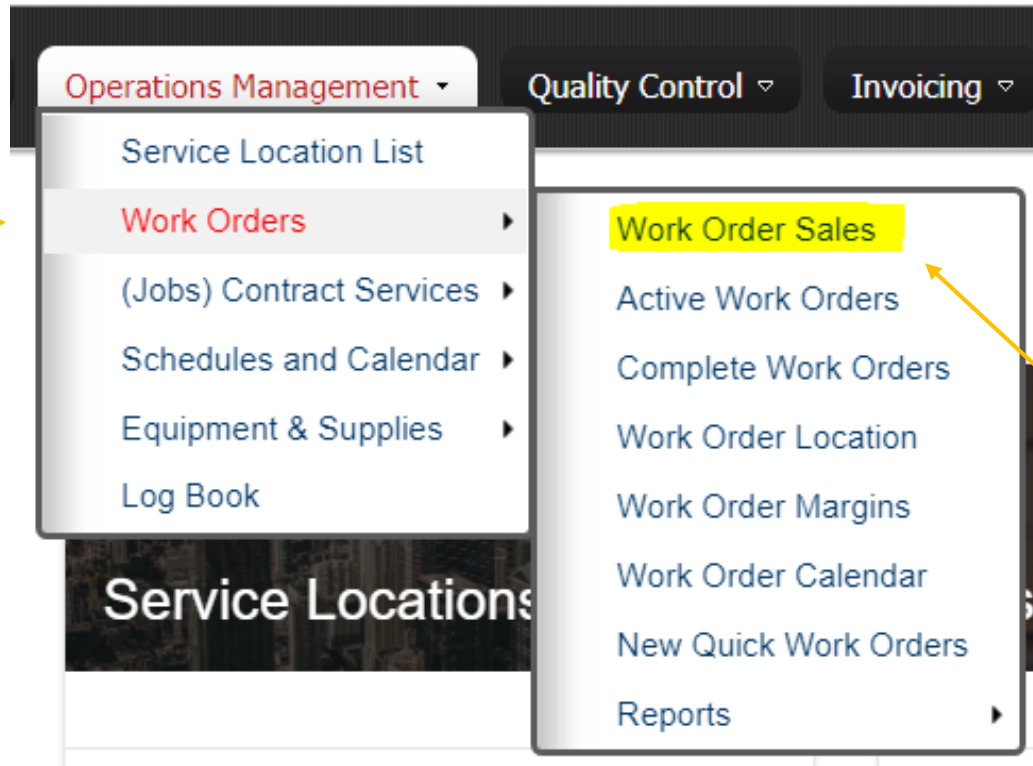 Operations Management Quality Control Invoicing
Service Location List
Work Orders
(Jobs) Contract Services
Schedules and Calendar
Equipment & Supplies
Log Book
Work Order Sales
Active Work Orders
Complete Work Orders
Work Order Location
Work Order Margins
Work Order Calendar
New Quick Work Orders
Reports
Service Locations